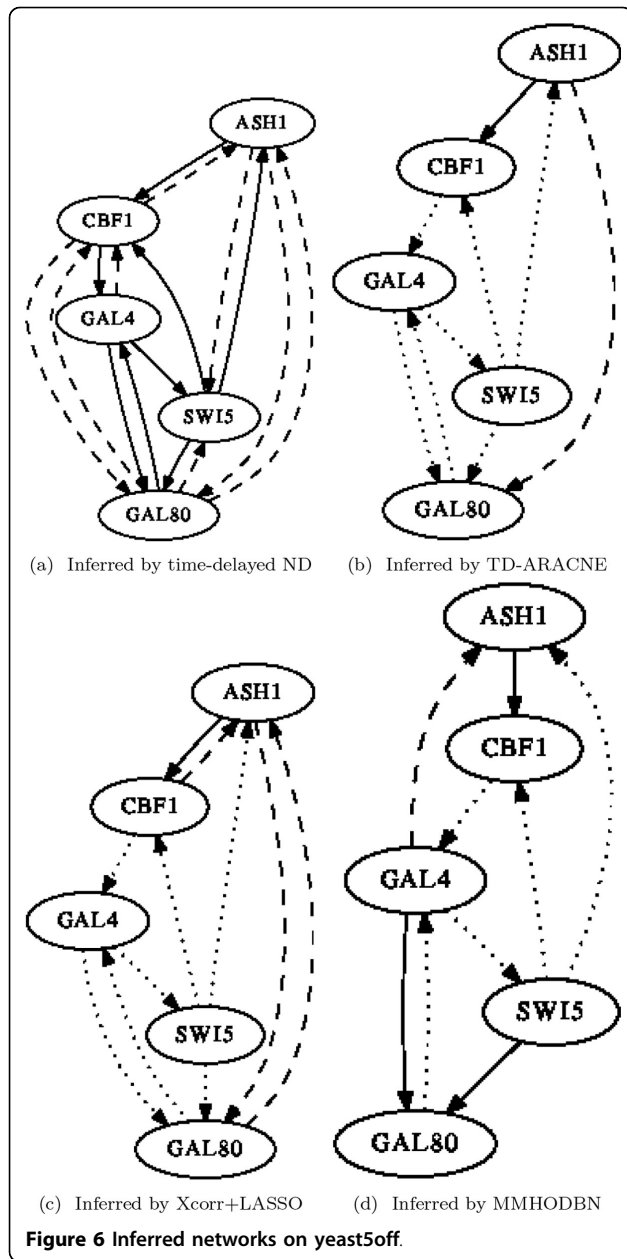 ASH1
CBF1
GAL4
SWI5
GAL80
(a) Inferred by time-delayed ND
ASH1
CBF1
GAL4
SWI5
GAL80
(b) Inferred by TD-ARACNE
ASH1
CBF1
GAL4
SWI5
GAL80
(c) Inferred by Xcorr+LASSO
ASH1
CBF1
GAL4
SWI5
GAL80
(d) Inferred by MMHODBN
Figure 6 Inferred networks on yeast5off.